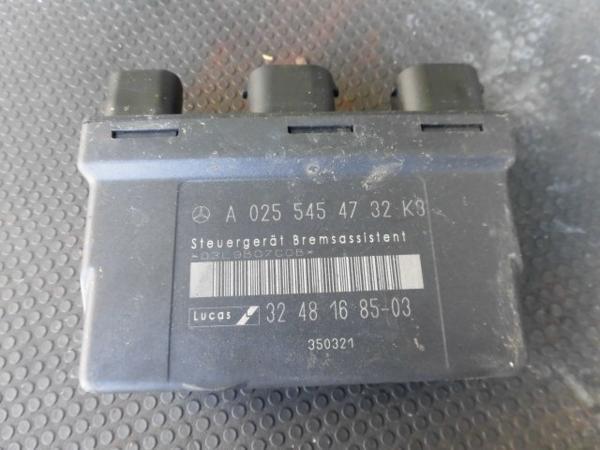 A 025 545 47 32 K3
Steuergerät Bremsassistent
Lucas 32 48 16 85-03
350321